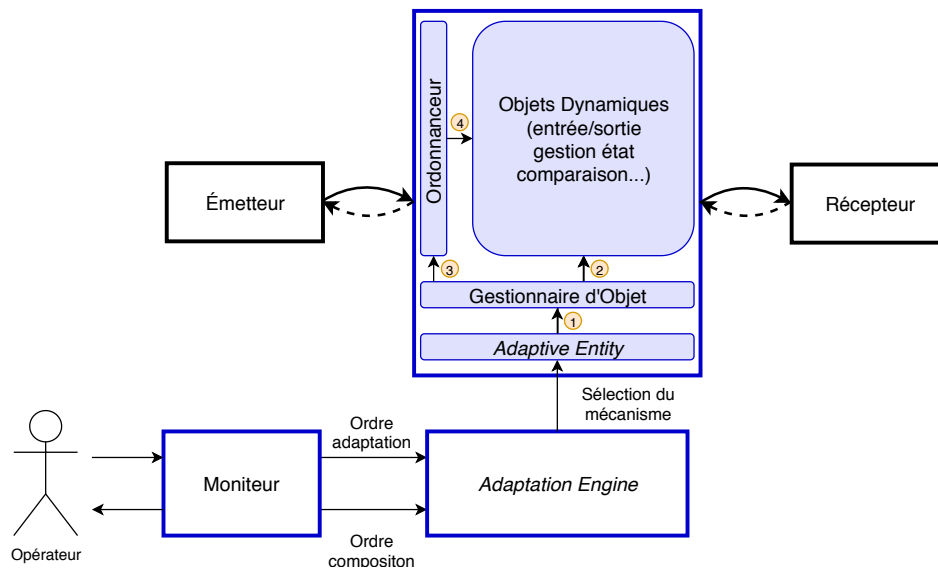 Objets Dynamiques
(entrée/sortie
gestion état
comparaison...)
Ordonnanceur
4
Émetteur
Récepteur
3
2
Gestionnaire d'Objet
1
Adaptive Entity
Sélection du
mécanisme
Ordre
adaptation
Moniteur
Adaptation Engine
Ordre
compositon
Opérateur